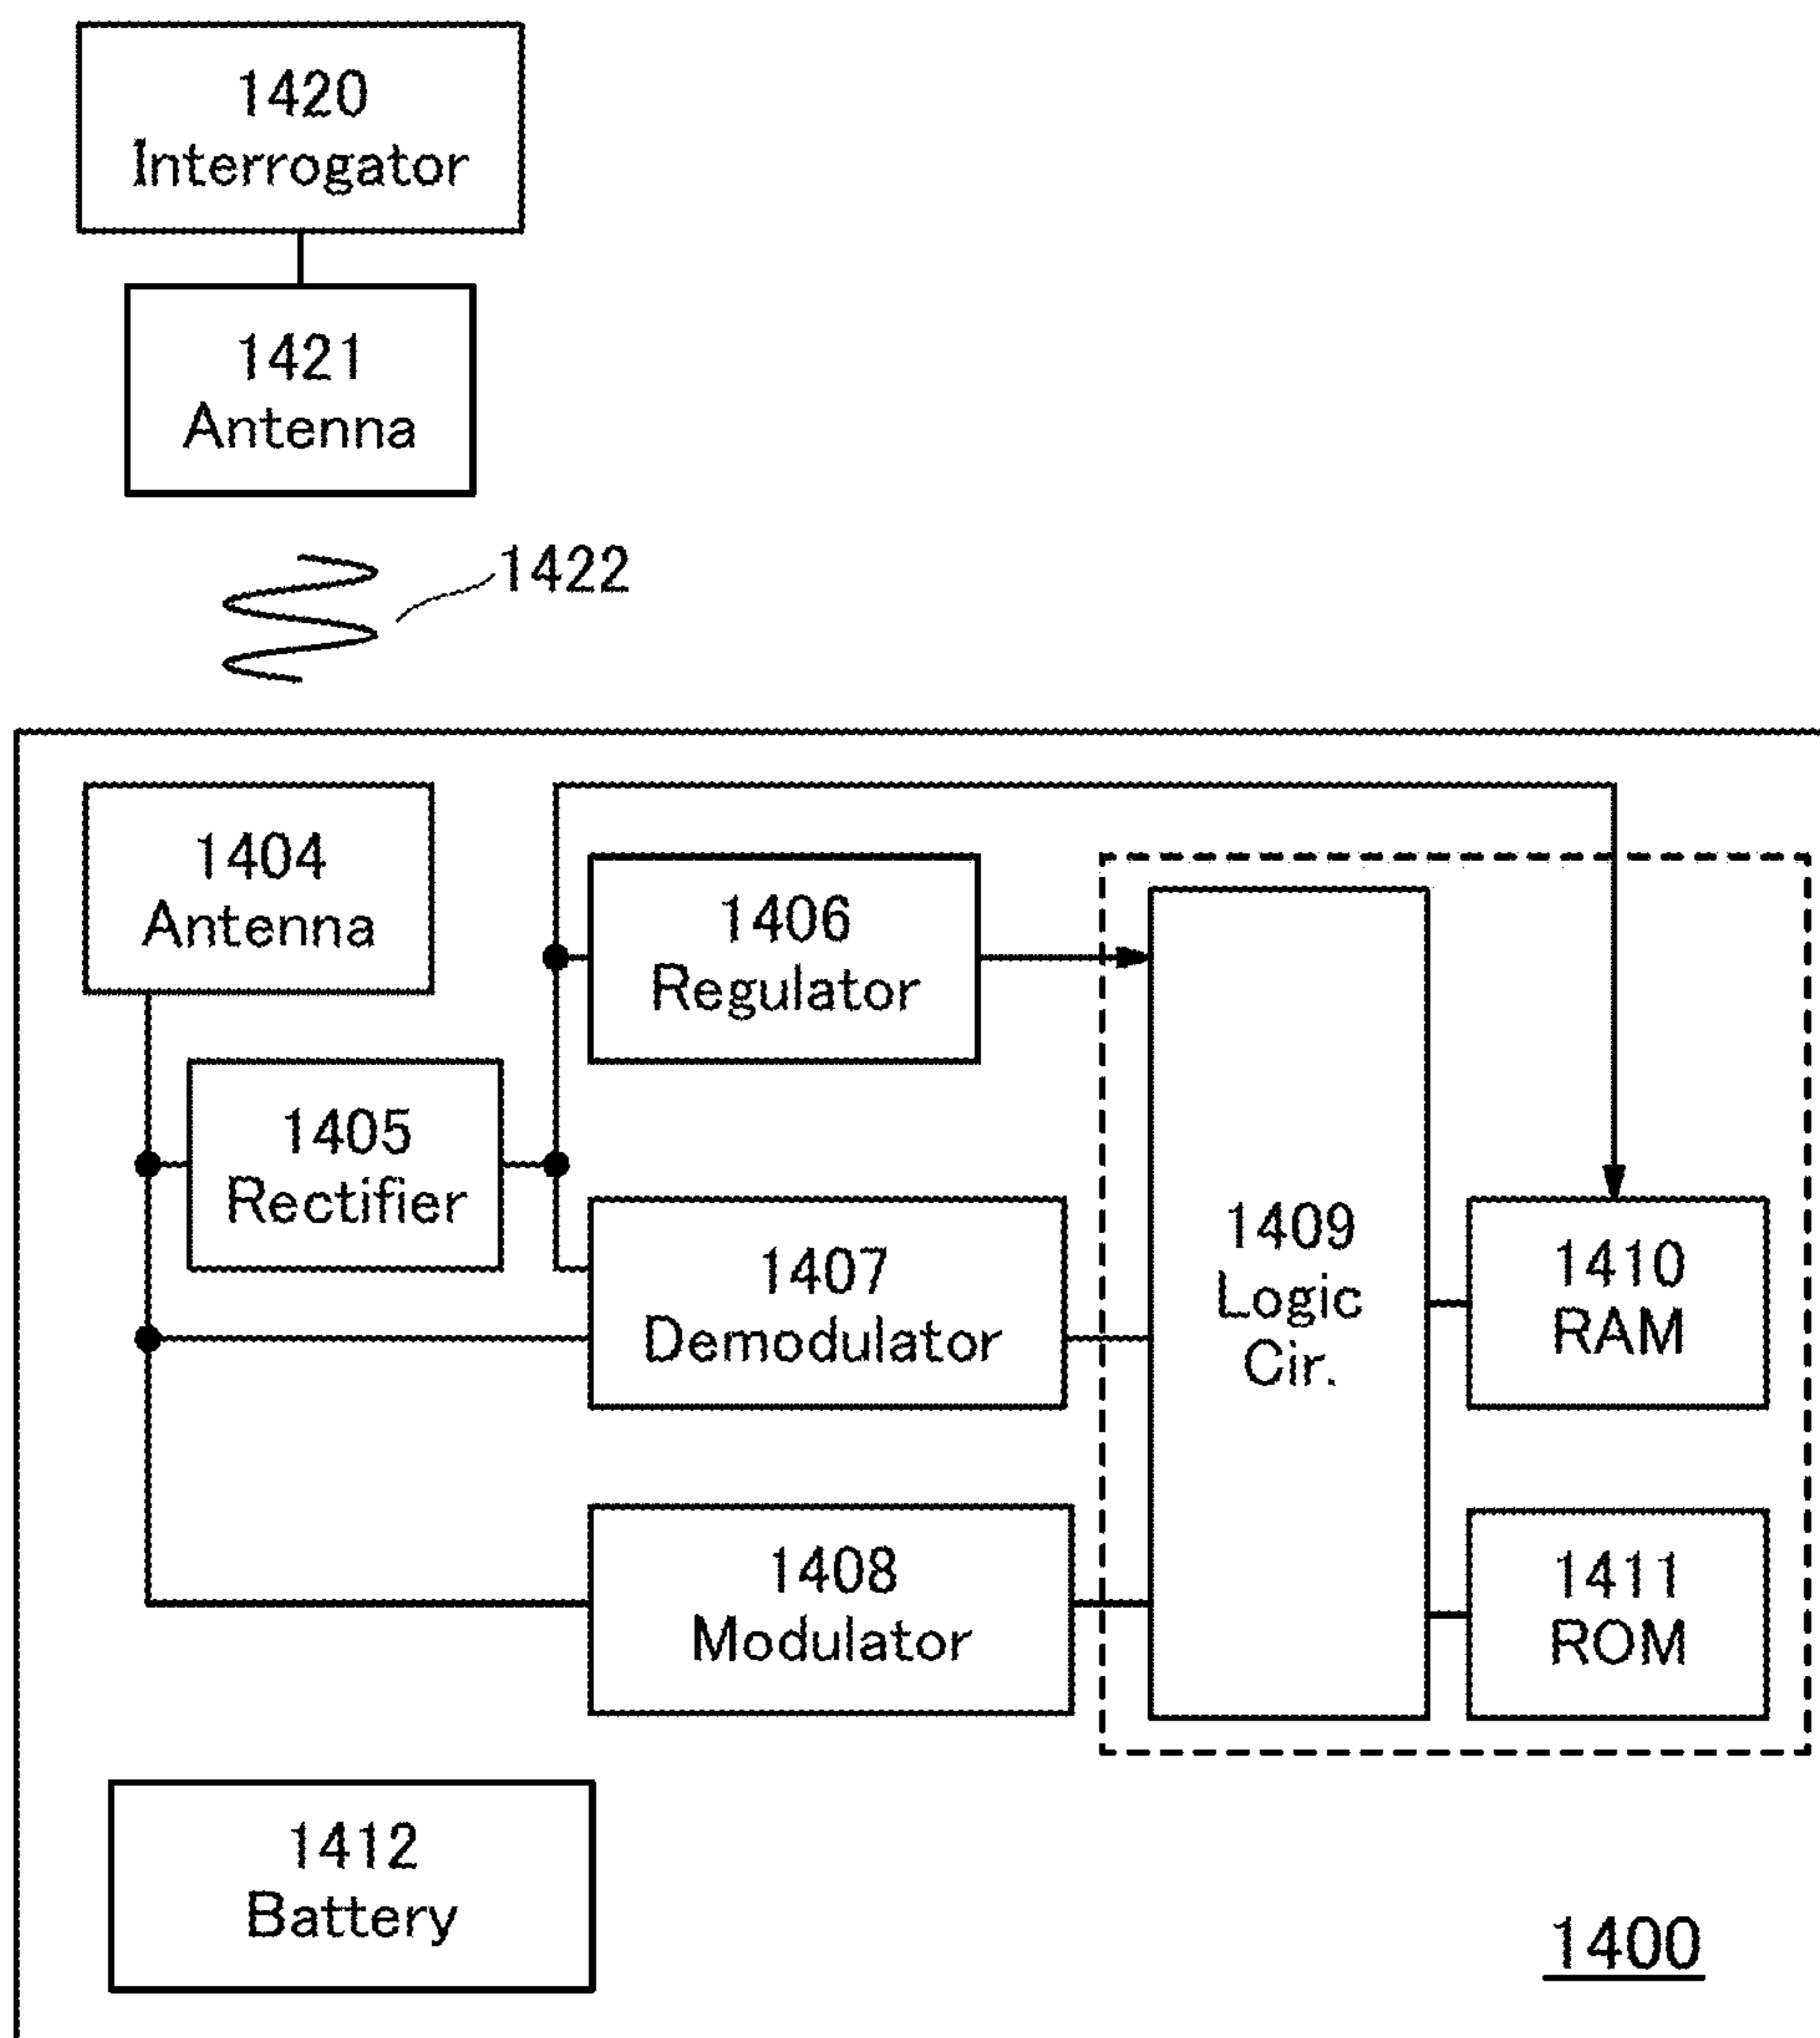 1420
Interrogator
1421
Antenna
1422
1404
Antenna
1406
Regulator
1405
Rectifier
1407
Demodulator
1409
Logic
Cir.
1410
RAM
1408
Modulator
1411
ROM
1412
Battery
1400